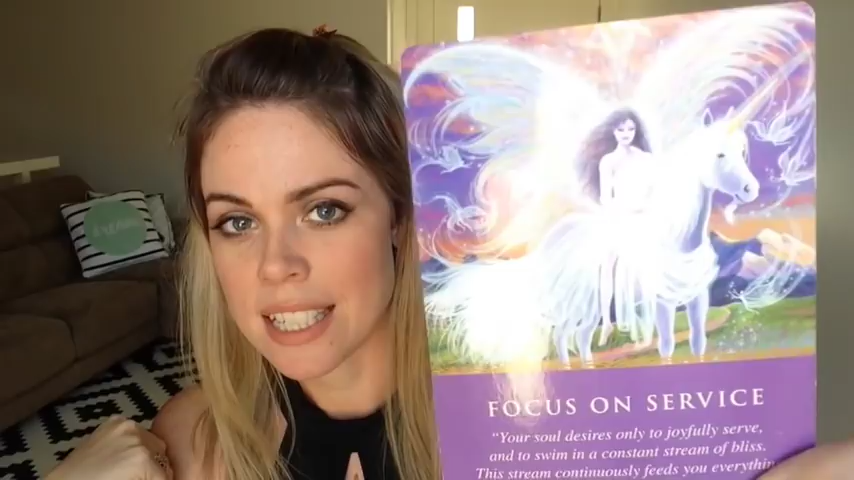 FOCUS ON SERVICE
"Your soul desires only to joyfully serve,
and to swim in a constant stream of bliss.
This stream continuously feeds you